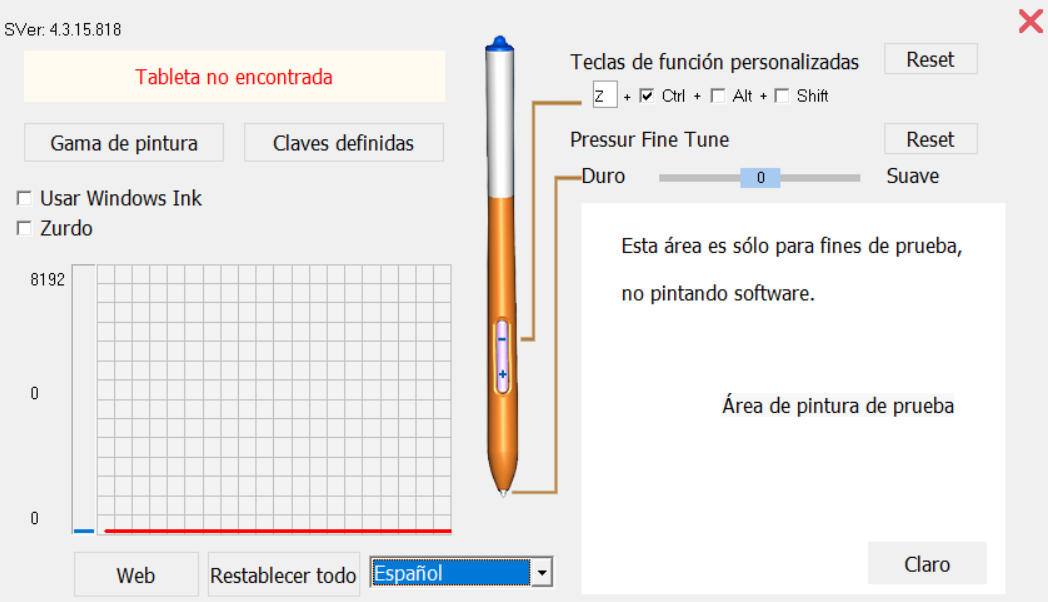 SVer: 4.3.15.818
Tableta no encontrada
Gama de pintura
Claves definidas
Usar Windows Ink
Zurdo
8192
0
0
Web
Restablecer todo
Español
Teclas de función personalizadas
Reset
Z + Ctrl + Alt + Shift
Pressur Fine Tune
Reset
Duro
0
Suave
Esta área es sólo para fines de prueba,
no pintando software.
Área de pintura de prueba
Claro
- 
+